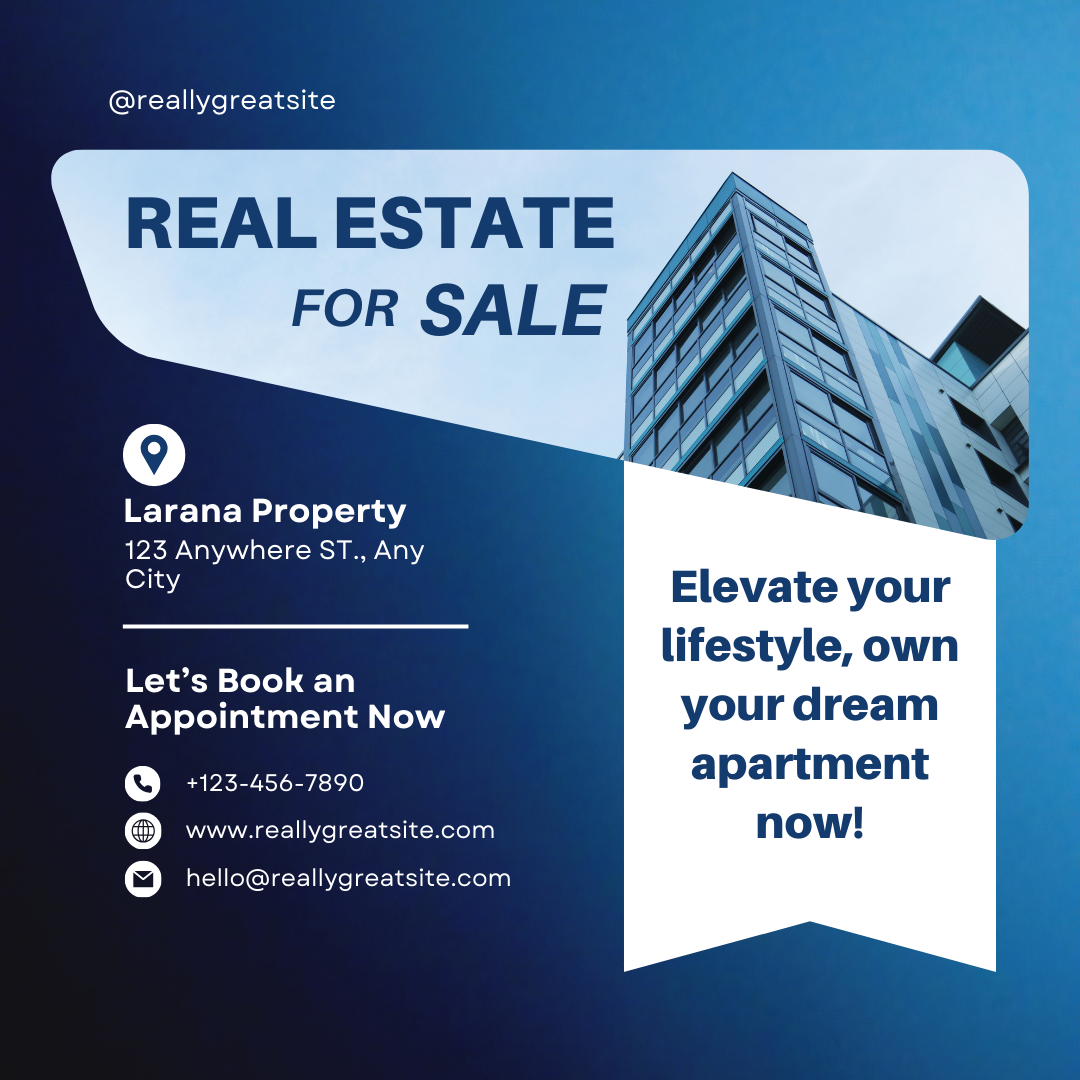 @reallygreatsite
REAL ESTATE
FOR SALE
Larana Property
123 Anywhere ST., Any
City
Let’s Book an
Appointment Now
+123-456-7890
www.reallygreatsite.com
hello@reallygreatsite.com
Elevate your
lifestyle, own
your dream
apartment
now!